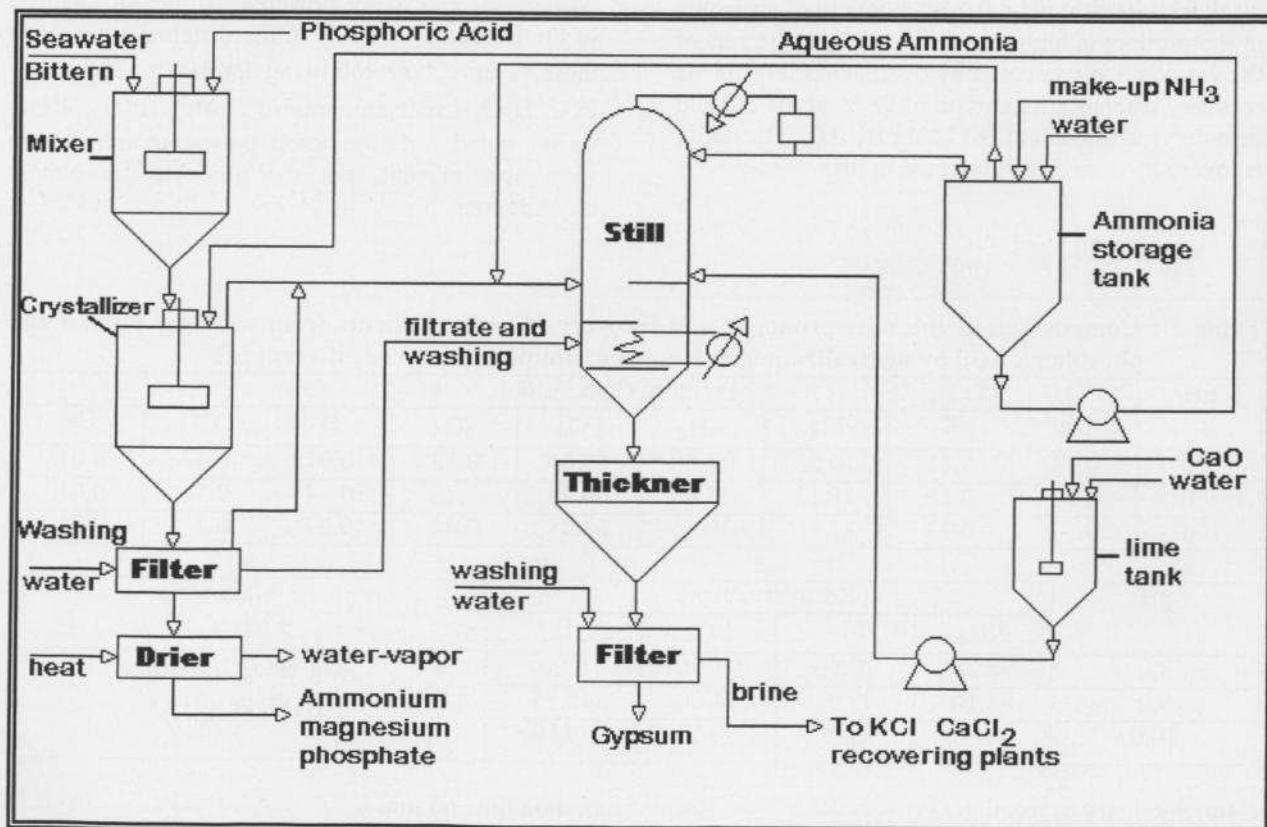 Seawater
Bittern
Mixer
Phosphoric Acid
Aqueous Ammonia
make-up NH₃
water
Still
Ammonia
storage
tank
Crystallizer
filtrate and
washing
Thickner
CaO
water
lime
tank
Washing
water
Filter
washing
water
heat
Drier
water-vapor
Filter
brine
Ammonium
magnesium
phosphate
Gypsum
To KCl CaCl₂
recovering plants